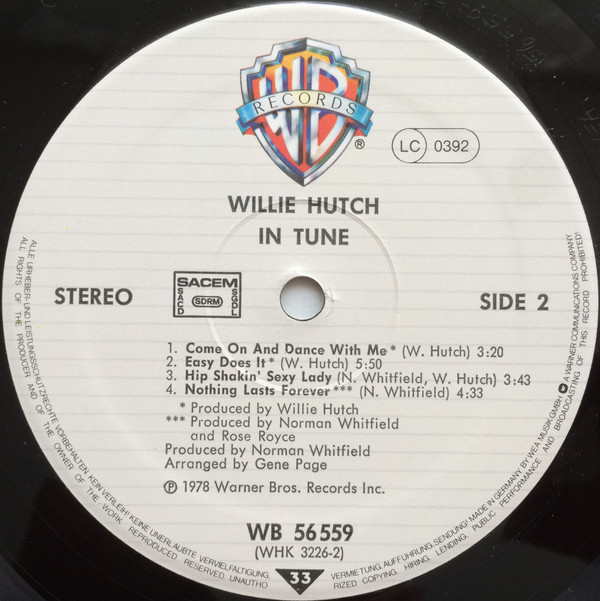 WB
RECORDS
®
LC 0392
WILLIE HUTCH
IN TUNE
STEREO
SACEM
SACD SDRM SGDL
SIDE 2
1. Come On And Dance With Me* (W. Hutch) 3:20
2. Easy Does It* (W. Hutch) 5:50
3. Hip Shakin' Sexy Lady (N. Whitfield, W. Hutch) 3:43
4. Nothing Lasts Forever*** (N. Whitfield) 4:33
* Produced by Willie Hutch
*** Produced by Norman Whitfield
and Rose Royce
Produced by Norman Whitfield
Arranged by Gene Page
℗ 1978 Warner Bros. Records Inc.
WB 56 559
(WHK 3226-2)
33
ALLE URHEBER- UND LEISTUNGSSCHUTZRECHTE VORBEHALTEN. KEIN VERLEIH! KEINE UNERLAUBTE VERVIELFÄLTIGUNG, VERMIETUNG, AUFFÜHRUNG, SENDUNG! MADE IN GERMANY BY WEA MUSIK GMBH A WARNER COMMUNICATIONS COMPANY
ALL RIGHTS OF THE PRODUCER AND OF THE OWNER OF THE WORK REPRODUCED RESERVED. UNAUTHORIZED COPYING, HIRING, LENDING, PUBLIC PERFORMANCE AND BROADCASTING OF THIS RECORD PROHIBITED!